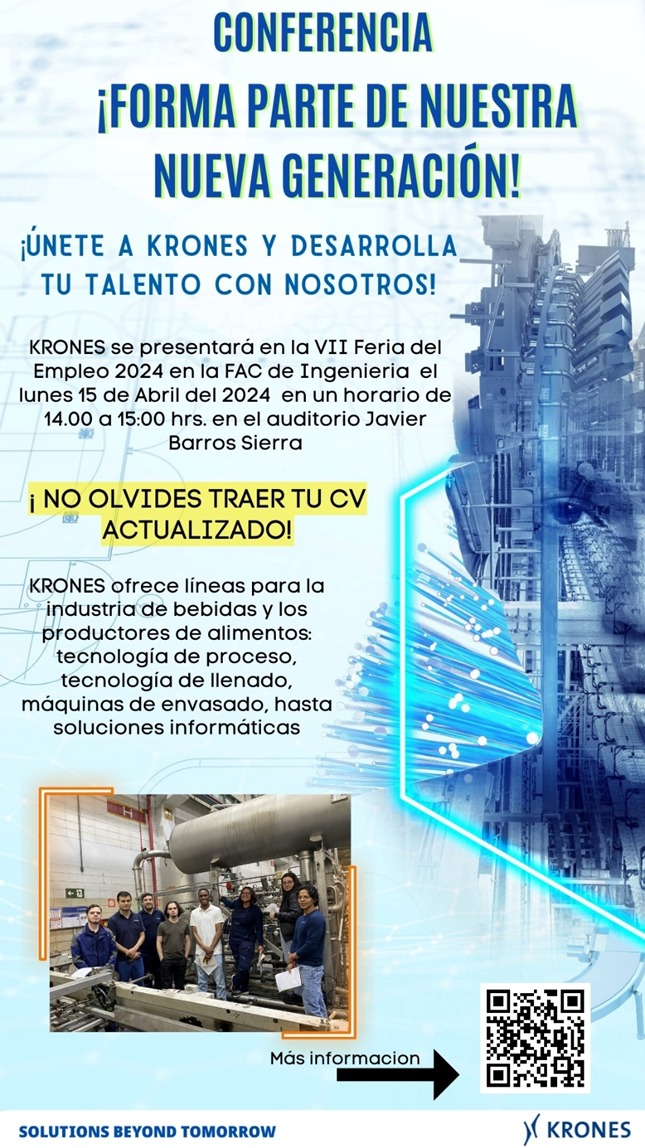 CONFERENCIA
¡FORMA PARTE DE NUESTRA
NUEVA GENERACIÓN!
¡ÚNETE A KRONES Y DESARROLLA
TU TALENTO CON NOSOTROS!
KRONES se presentará en la VII Feria del
Empleo 2024 en la FAC de Ingenieria el
lunes 15 de Abril del 2024 en un horario de
14.00 a 15:00 hrs. en el auditorio Javier
Barros Sierra
¡ NO OLVIDES TRAER TU CV
ACTUALIZADO!
KRONES ofrece líneas para la
industria de bebidas y los
productores de alimentos:
tecnología de proceso,
tecnología de llenado,
máquinas de envasado, hasta
soluciones informáticas
Más informacion
SOLUTIONS BEYOND TOMORROW
KRONES